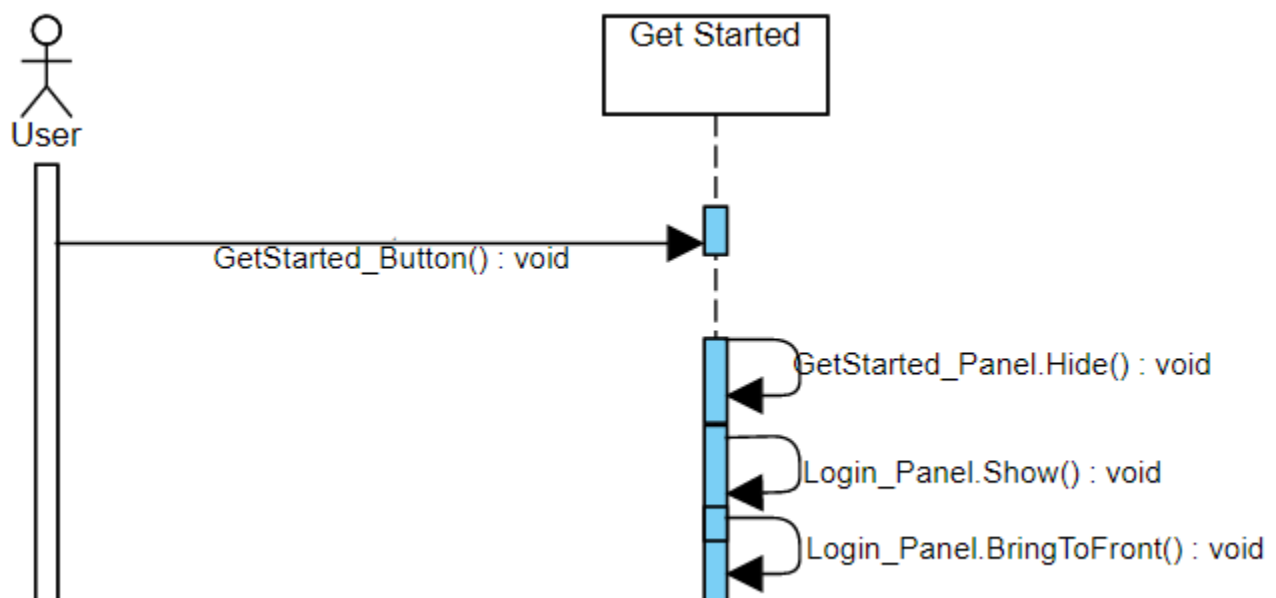 Get Started
User
GetStarted_Button() : void
GetStarted_Panel.Hide() : void
Login_Panel.Show() : void
Login_Panel.BringToFront() : void